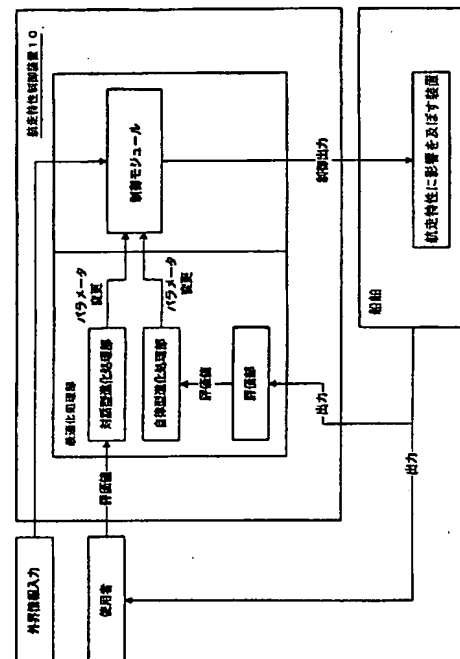 航走特性制御装置10
制御モジュール
パラメータ
変更
パラメータ
変更
最適化処理部
対話型進化処理部
自律型進化処理部
評価値
評価部
評価値
外界情報入力
使用者
制御出力
船舶
航走特性に影響を及ぼす装置
出力
出力